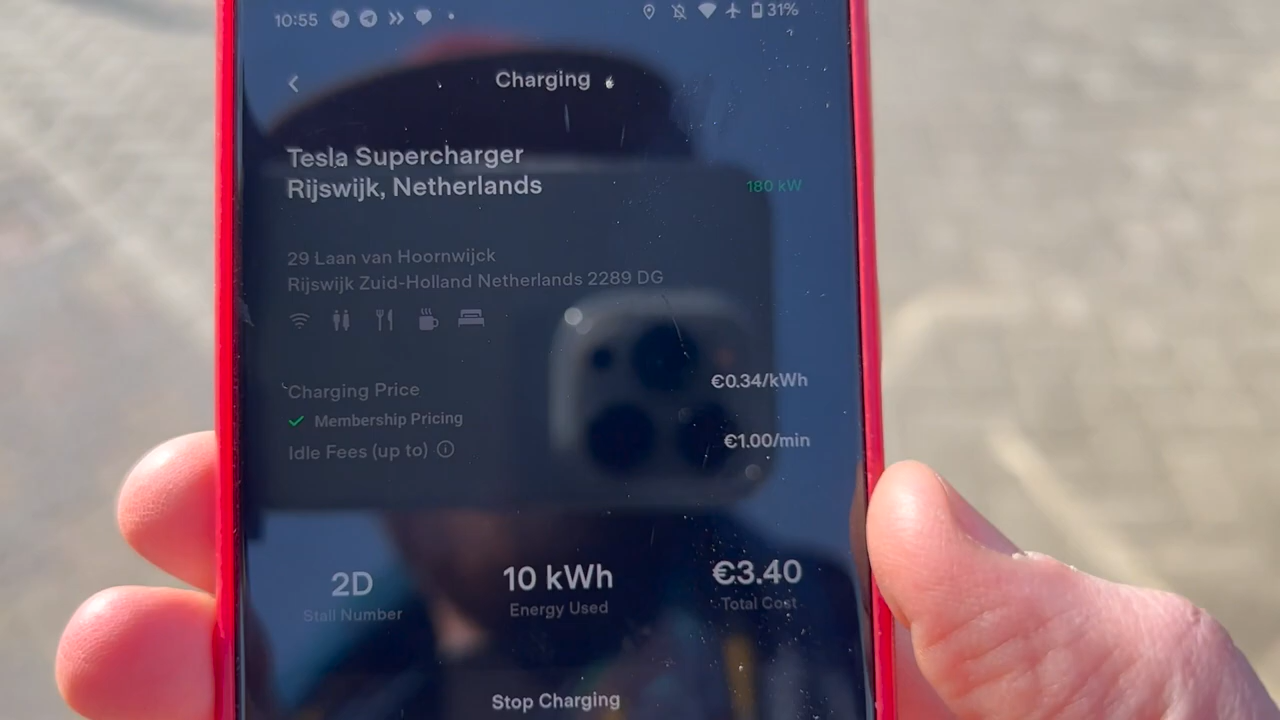 10:55
31%
Charging
Tesla Supercharger
Rijswijk, Netherlands
180 kW
29 Laan van Hoornwijck
Rijswijk Zuid-Holland Netherlands 2289 DG
Charging Price
€0.34/kWh
Membership Pricing
Idle Fees (up to)
€1.00/min
2D
10 kWh
€3.40
Stall Number
Energy Used
Total Cost
Stop Charging